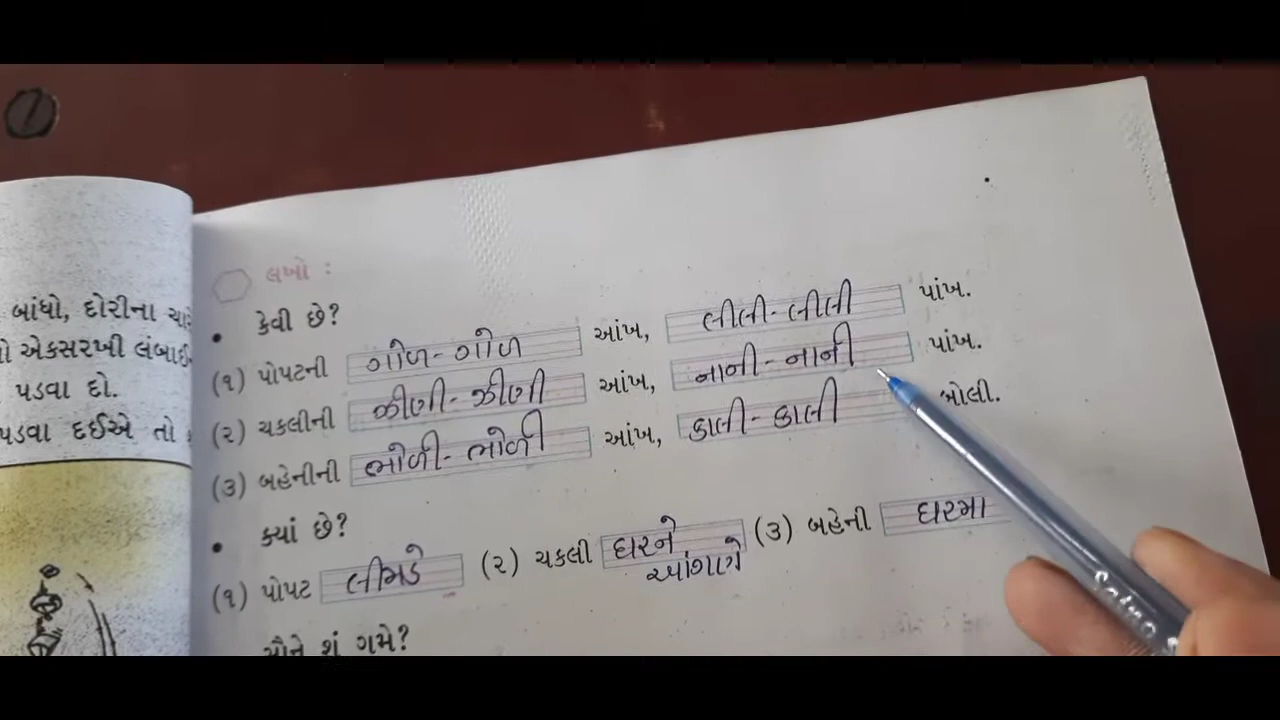 બાંધો, દોરીના ચાર
એકસરખી લંબાઈ
પડવા દો.
પડવા દઈએ તો
લખો :
• કેવી છે?
(૧) પોપટની ગોળ-ગોળ આંખ, લીલી-લીલી પાંખ.
(૨) ચકલીની ઝીણી-ઝીણી આંખ, નાની-નાની પાંખ.
(૩) બહેનીની ભોળી-ભોળી આંખ, કાલી-કાલી બોલી.
• ક્યાં છે?
(૧) પોપટ લીમડે (૨) ચકલી ઘરને આંગણે (૩) બહેની ઘરમા
સૌને શું ગમે?
Cello